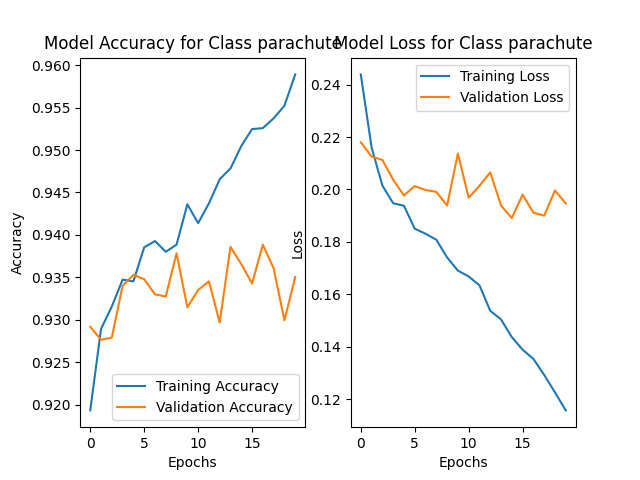 Model Accuracy for Class parachute
0.960
0.955
0.950
0.945
0.940
0.935
0.930
0.925
0.920
Accuracy
Training Accuracy
Validation Accuracy
0
5
10
15
Epochs
Model Loss for Class parachute
Training Loss
Validation Loss
0.24
0.22
0.20
0.18
0.16
0.14
0.12
Loss
0
5
10
15
Epochs